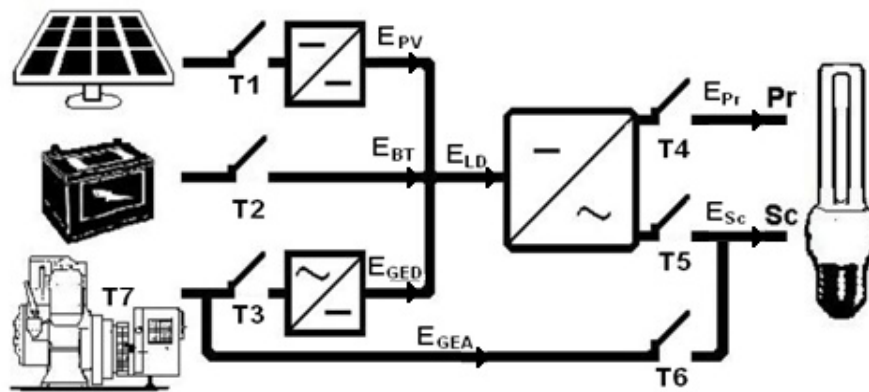 T1
E_PV
T2
E_BT
E_LD
T7
T3
E_GED
E_GEA
T4
E_Pr
Pr
T5
E_Sc
Sc
T6